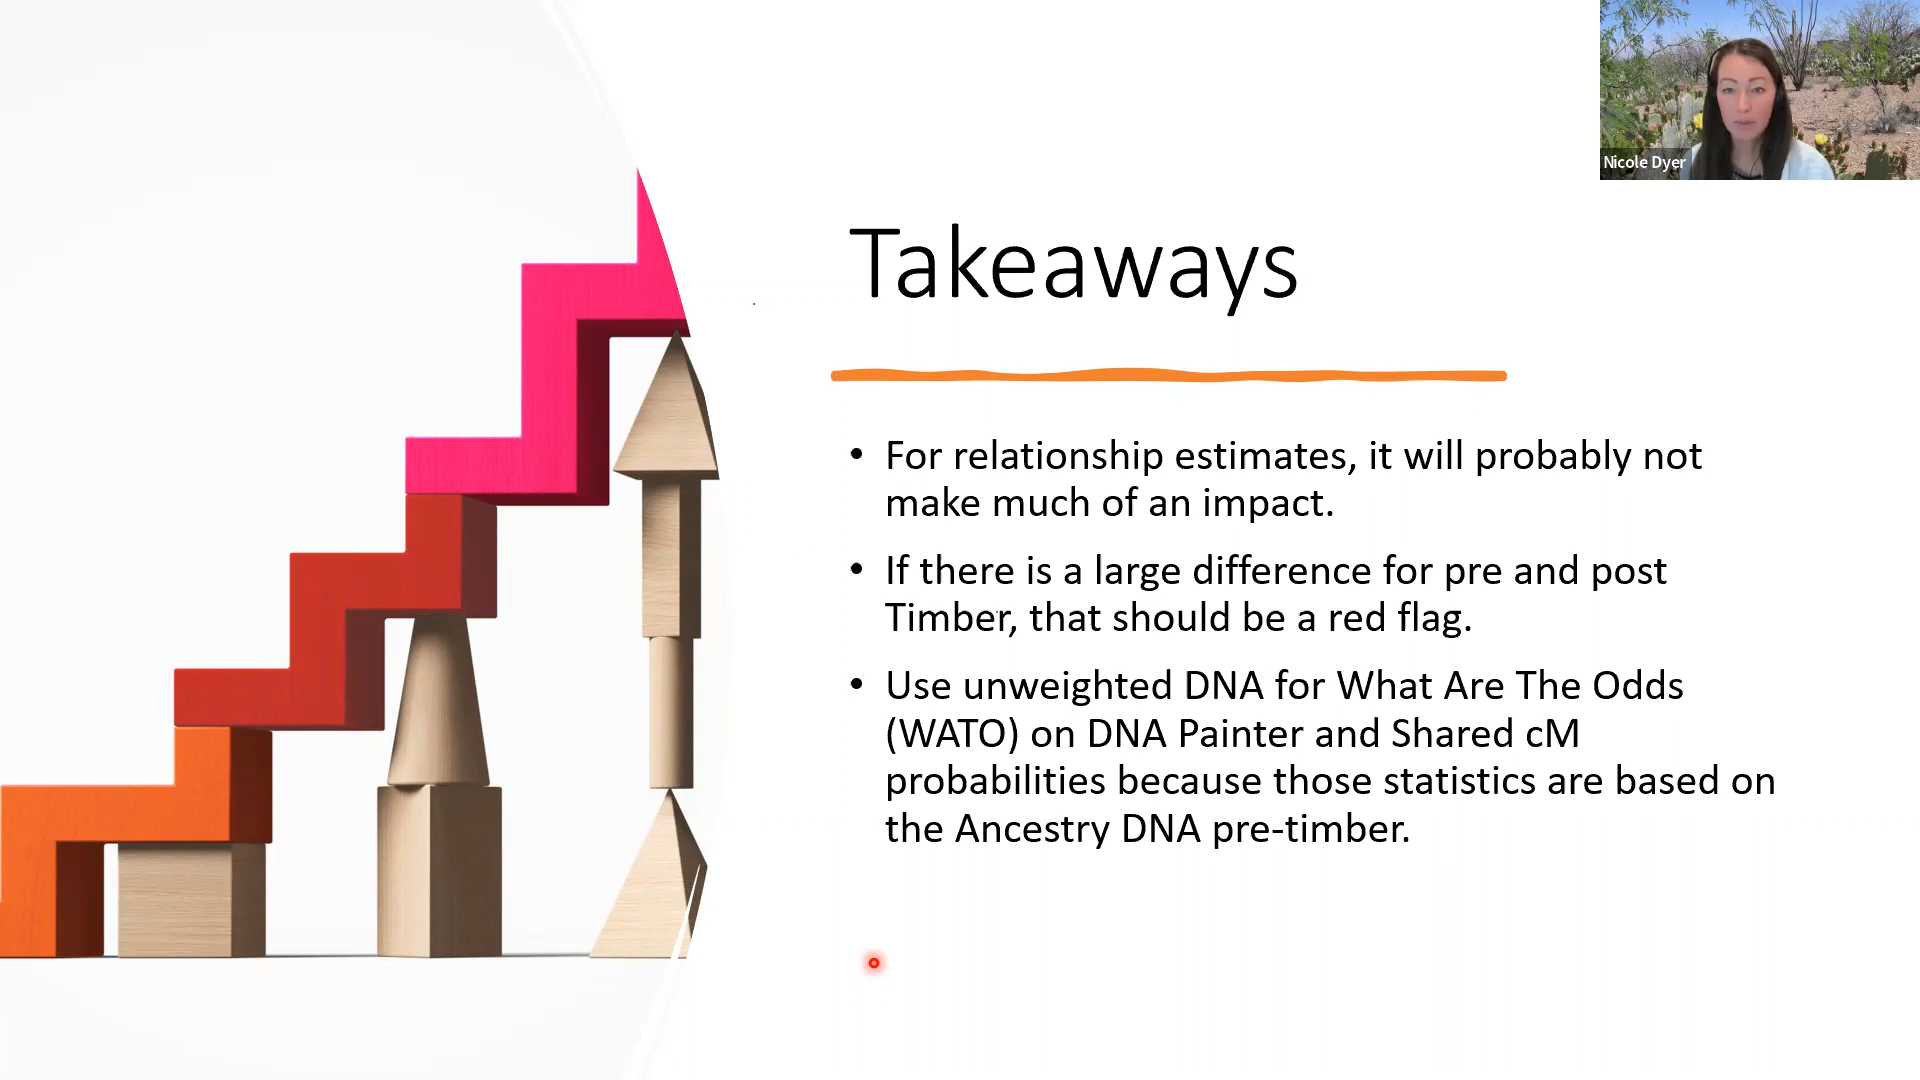 Nicole Dyer
Takeaways
• For relationship estimates, it will probably not
make much of an impact.
• If there is a large difference for pre and post
Timber, that should be a red flag.
• Use unweighted DNA for What Are The Odds
(WATO) on DNA Painter and Shared cM
probabilities because those statistics are based on
the Ancestry DNA pre-timber.